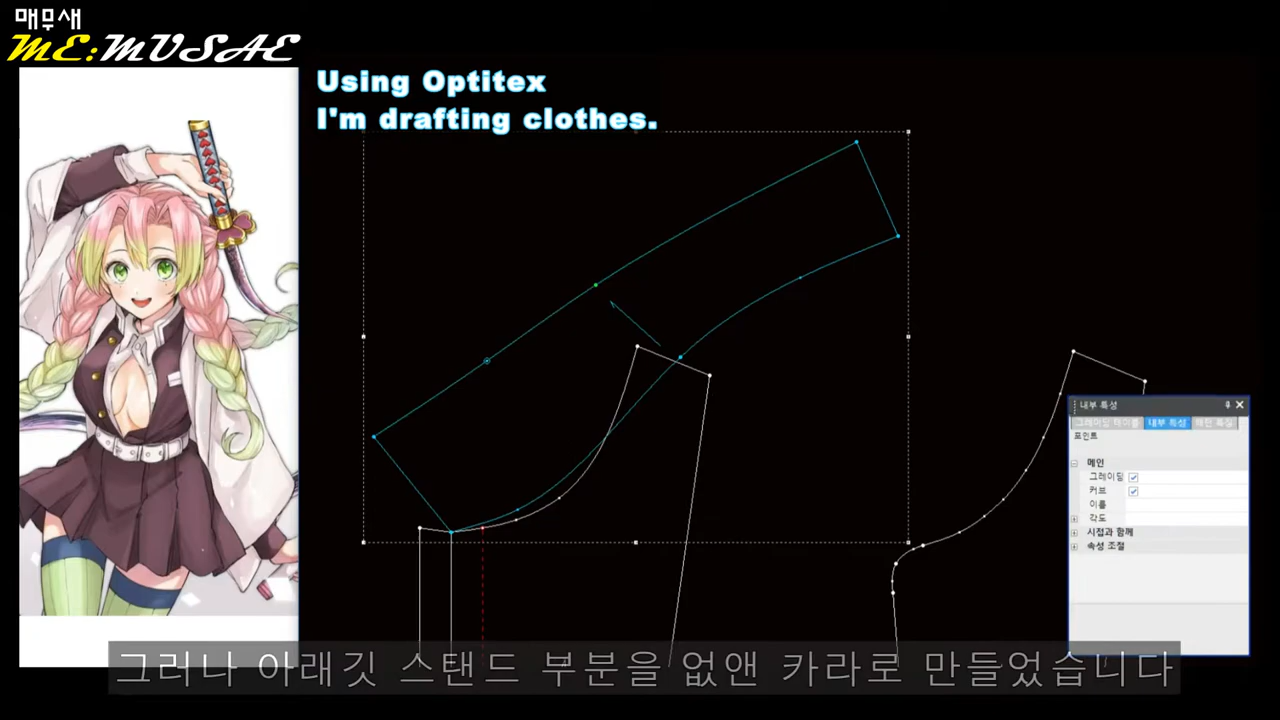 매무새
ME:MUSAE
Using Optitex
I'm drafting clothes.
내부 특성
그레이딩 테이블 내부 특성 패턴 특성
포인트
메인
그레이딩
커브
이름
각도
시접과 함께
속성 조절
그러나 아래깃 스탠드 부분을 없앤 카라로 만들었습니다